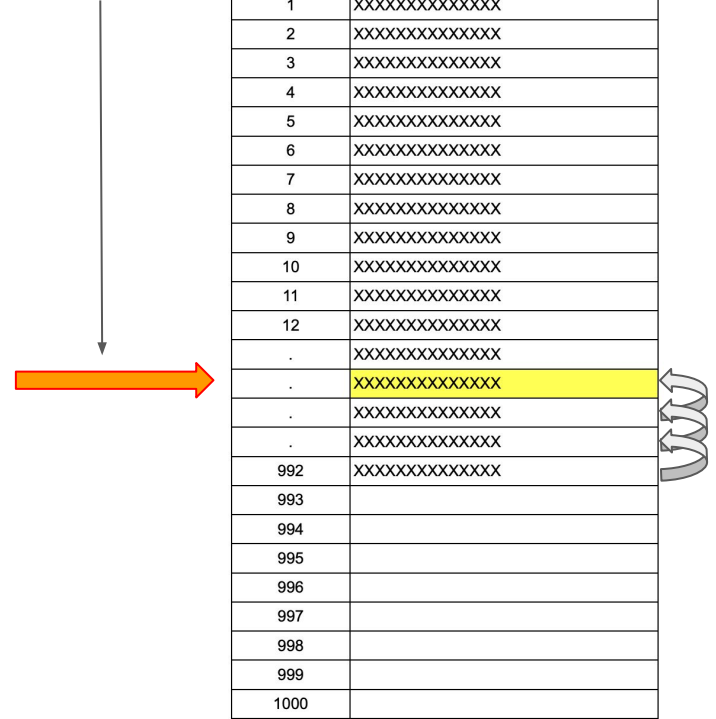 1 XXXXXXXXXXXXXX
2 XXXXXXXXXXXXXX
3 XXXXXXXXXXXXXX
4 XXXXXXXXXXXXXX
5 XXXXXXXXXXXXXX
6 XXXXXXXXXXXXXX
7 XXXXXXXXXXXXXX
8 XXXXXXXXXXXXXX
9 XXXXXXXXXXXXXX
10 XXXXXXXXXXXXXX
11 XXXXXXXXXXXXXX
12 XXXXXXXXXXXXXX
. XXXXXXXXXXXXXX
. XXXXXXXXXXXXXX
. XXXXXXXXXXXXXX
. XXXXXXXXXXXXXX
992 XXXXXXXXXXXXXX
993
994
995
996
997
998
999
1000